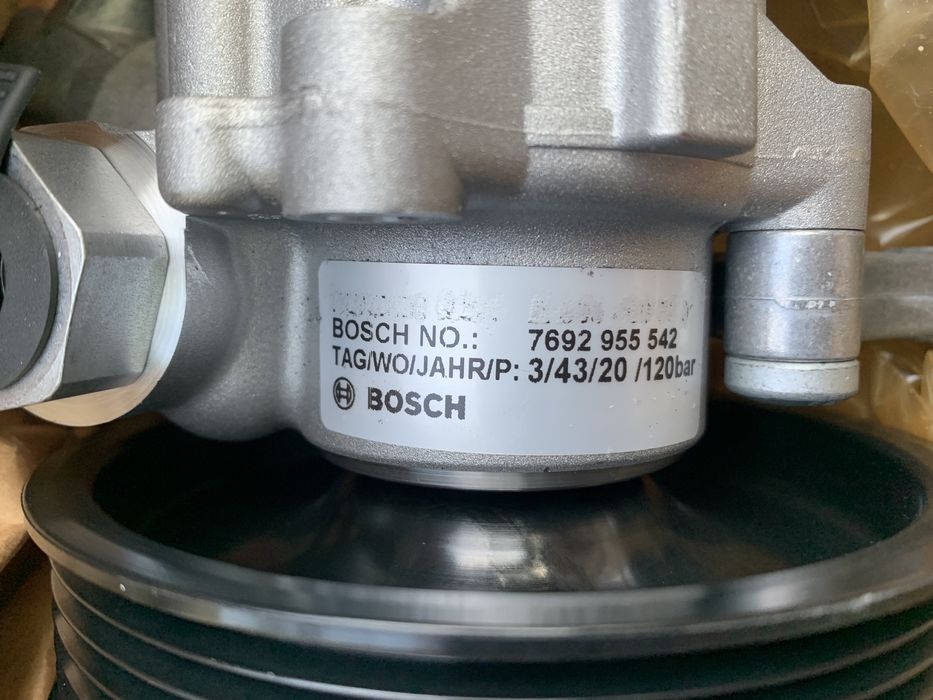 BOSCH NO.: 7692 955 542
TAG/WO/JAHR/P: 3/43/20 /120bar
BOSCH